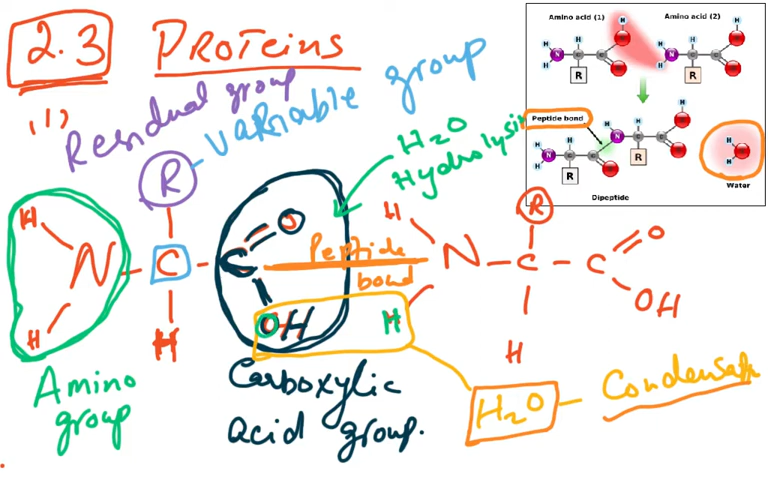 2.3 Proteins
(1)
Residual group
Variable group
H2O
Hydrolysis
R
H
N
C
H
H
C
O
OH
Amino
group
Carboxylic
acid group.
Peptide
bond
H
H
N
R
C
H
C
O
OH
H2O
Condensa
Amino acid (1)
Amino acid (2)
H
H
H
N
C
C
O
O
H
R
H
H
N
C
C
O
O
H
R
Peptide bond
H
H
N
H
C
C
O
R
H
N
H
C
C
O
O
H
R
Dipeptide
H
H
O
Water